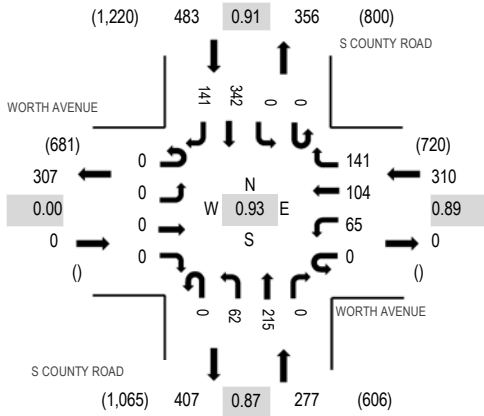 (1,220) 483 0.91 356 (800)
S COUNTY ROAD
141 342 0 0
WORTH AVENUE
(681)
307
0.00
0
()
0
0
0
0
N
W 0.93 E
S
141
104
65
0
(720)
310
0.89
0
()
0 62 215 0
WORTH AVENUE
S COUNTY ROAD
(1,065) 407 0.87 277 (606)